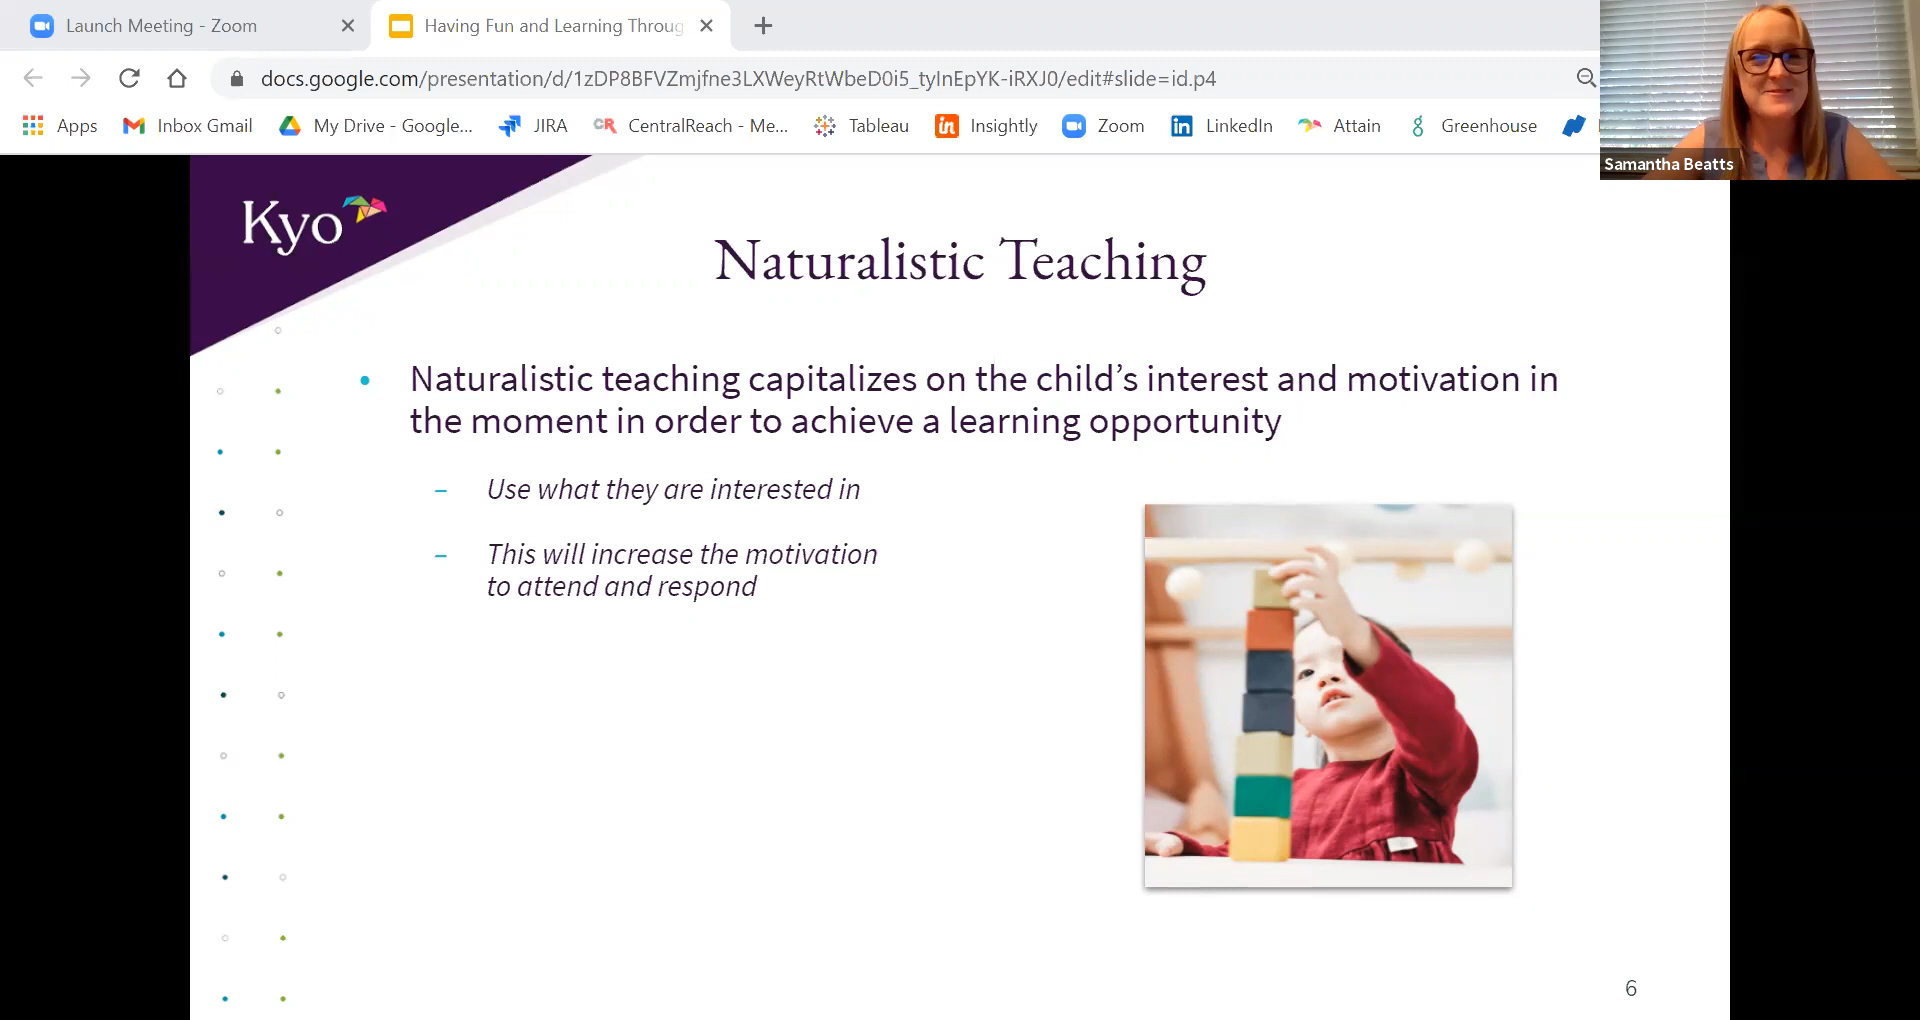 Launch Meeting - Zoom
Having Fun and Learning Throug
docs.google.com/presentation/d/1zDP8BFVZmjfne3LXWeyRtWbeD0i5_tyInEpYK-iRXJ0/edit#slide=id.p4
Apps
Inbox Gmail
My Drive - Google...
JIRA
CR
CentralReach - Me...
Tableau
in
Insightly
Zoom
in
LinkedIn
Attain
Greenhouse
Samantha Beatts
Kyo
Naturalistic Teaching
• Naturalistic teaching capitalizes on the child’s interest and motivation in
the moment in order to achieve a learning opportunity
– Use what they are interested in
– This will increase the motivation
to attend and respond
6